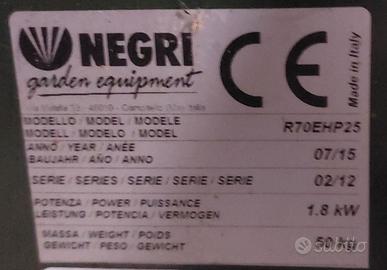 NEGRI
garden equipment
Made in Italy
MODELLO / MODEL / MODELE
MODELL / MODELO / MODEL
R70EHP25
ANNO / YEAR / ANÉE
BAUJAHR / AÑO / ANNO
07/15
SERIE / SERIES / SERIE, / SERIE / SERIE
02/12
POTENZA / POWER / PUISSANCE
LEISTUNG / POTENCIA / VERMOGEN
1.8 kW
MASSA / WEIGHT / POIDS
GEWICHT / PESO / GEWICHT
subito